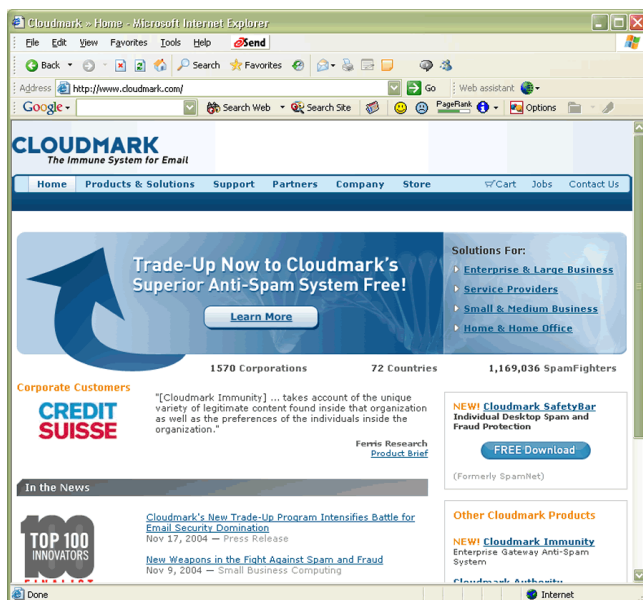 Cloudmark » Home - Microsoft Internet Explorer
File Edit View Favorites Tools Help Send
Back Search Favorites
Address http://www.cloudmark.com/ Go Web assistant
Google Search Web Search Site PageRank Options
CLOUDMARK
The Immune System for Email
Home Products & Solutions Support Partners Company Store Cart Jobs Contact Us
Trade-Up Now to Cloudmark's
Superior Anti-Spam System Free!
Learn More
Solutions For:
Enterprise & Large Business
Service Providers
Small & Medium Business
Home & Home Office
1570 Corporations 72 Countries 1,169,036 SpamFighters
Corporate Customers
CREDIT
SUISSE
"[Cloudmark Immunity] ... takes account of the unique
variety of legitimate content found inside that organization
as well as the preferences of the individuals inside the
organization."
Ferris Research
Product Brief
NEW! Cloudmark SafetyBar
Individual Desktop Spam and
Fraud Protection
FREE Download
(Formerly SpamNet)
In the News
TOP 100
INNOVATORS
FINALIST
Cloudmark's New Trade-Up Program Intensifies Battle for
Email Security Domination
Nov 17, 2004 — Press Release
New Weapons in the Fight Against Spam and Fraud
Nov 9, 2004 — Small Business Computing
Other Cloudmark Products
NEW! Cloudmark Immunity
Enterprise Gateway Anti-Spam
System
Cloudmark Authority
Done Internet